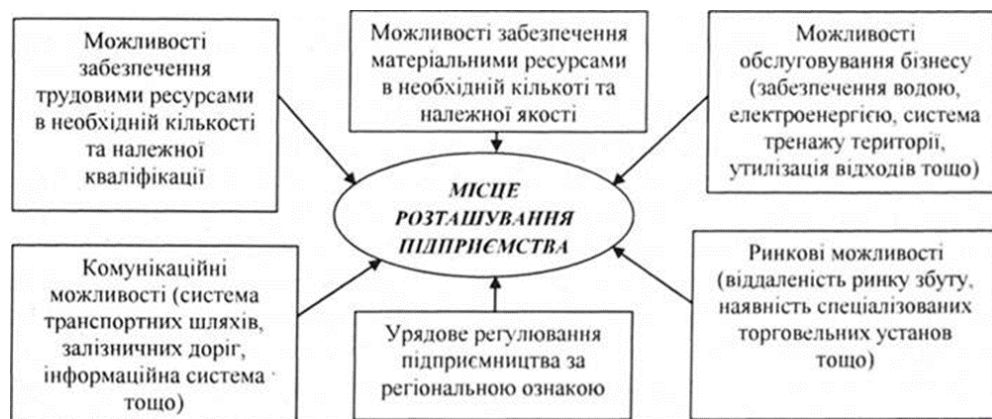 Можливості
забезпечення
трудовими ресурсами
в необхідній кількості
та належної
кваліфікації
Можливості забезпечення
матеріальними ресурсами
в необхідній кількоті та
належної якості
Можливості
обслуговування бізнесу
(забезпечення водою,
електроенергією, система
тренажу території,
утилізація відходів тощо)
МІСЦЕ
РОЗТАШУВАННЯ
ПІДПРИЄМСТВА
Комунікаційні
можливості (система
транспортних шляхів,
залізничних доріг,
інформаційна система
тощо)
Урядове регулювання
підприємництва за
регіональною ознакою
Ринкові можливості
(віддаленість ринку збуту,
наявність спеціалізованих
торговельних установ
тощо)